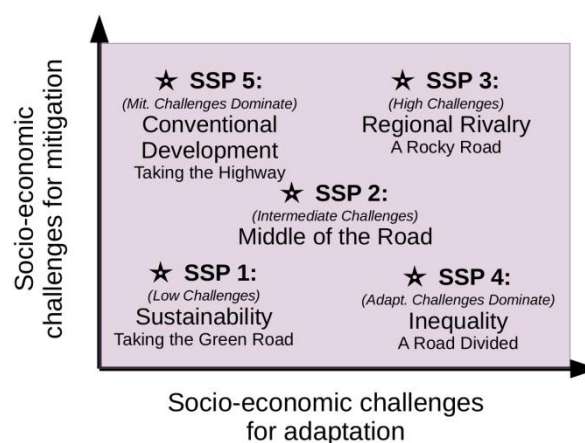 Socio-economic
challenges for mitigation
SSP 5:
(Mit. Challenges Dominate)
Conventional
Development
Taking the Highway
SSP 3:
(High Challenges)
Regional Rivalry
A Rocky Road
SSP 2:
(Intermediate Challenges)
Middle of the Road
SSP 1:
(Low Challenges)
Sustainability
Taking the Green Road
SSP 4:
(Adapt. Challenges Dominate)
Inequality
A Road Divided
Socio-economic challenges
for adaptation